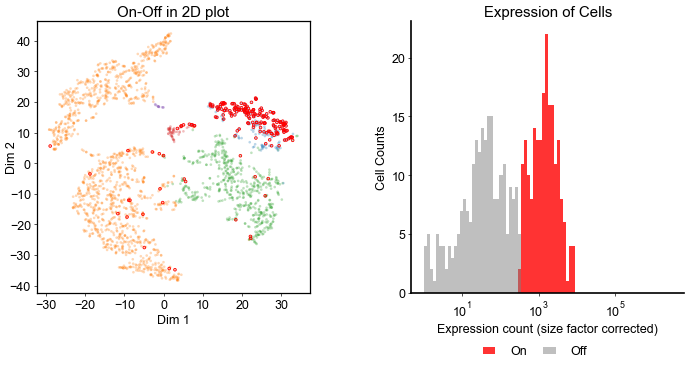 On-Off in 2D plot
40
30
20
10
0
−10
−20
−30
−40
Dim 2
−30 −20 −10 0 10 20 30
Dim 1
Expression of Cells
20
15
10
5
0
Cell Counts
10^1 10^3 10^5
Expression count (size factor corrected)
On Off